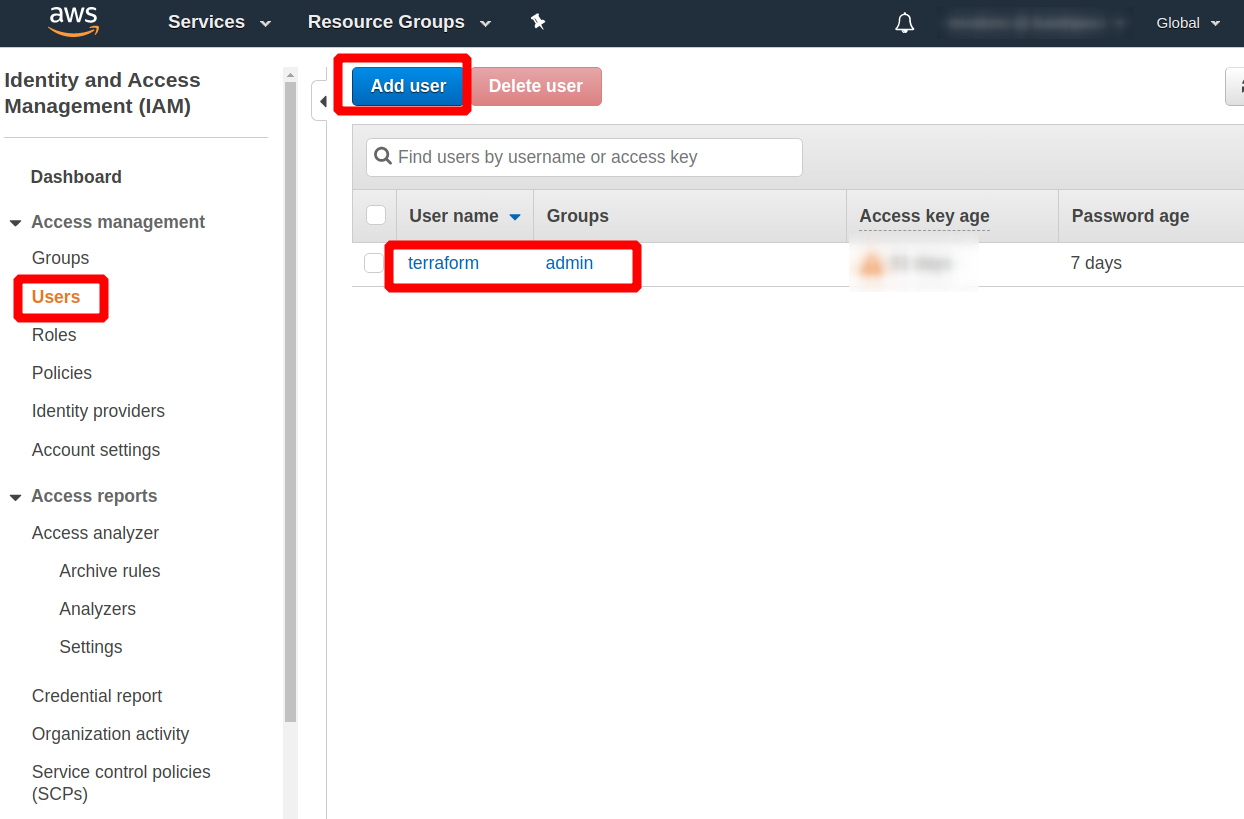 aws Services Resource Groups Global
Identity and Access
Management (IAM)
Dashboard
Access management
Groups
Users
Roles
Policies
Identity providers
Account settings
Access reports
Access analyzer
Archive rules
Analyzers
Settings
Credential report
Organization activity
Service control policies
(SCPs)
Add user Delete user
Find users by username or access key
User name Groups Access key age Password age
terraform admin 7 days